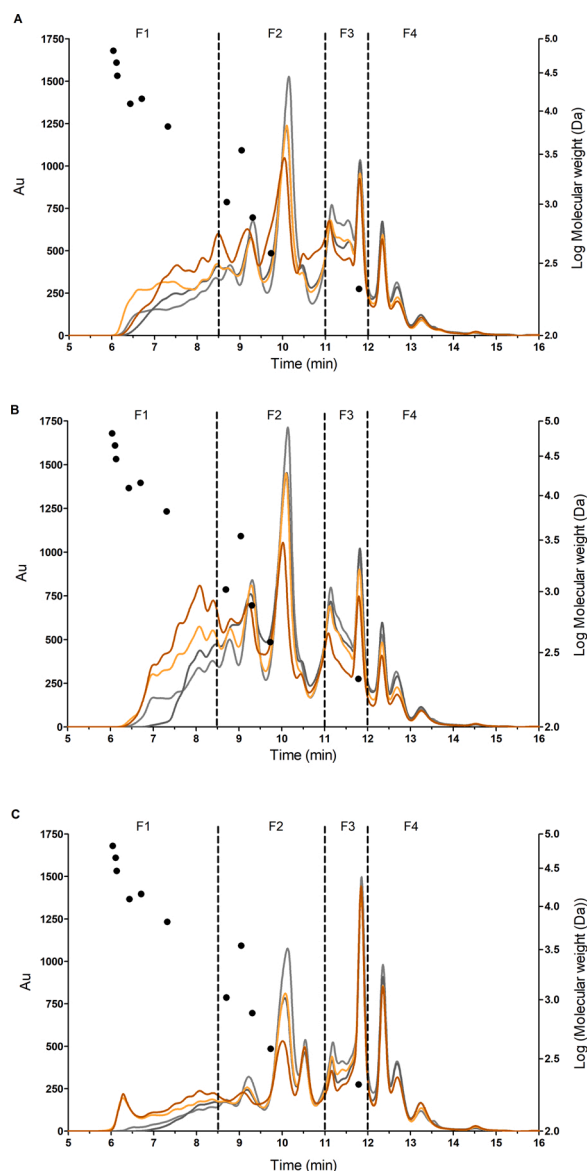 A
F1 F2 F3 F4
1750 5.0
1500 4.5
1250 4.0
1000 3.5
750 3.0
500 2.5
250
0 2.0
Au
Log Molecular weight (Da)
5 6 7 8 9 10 11 12 13 14 15 16
Time (min)
B
F1 F2 F3 F4
1750 5.0
1500 4.5
1250 4.0
1000 3.5
750 3.0
500 2.5
250
0 2.0
Au
Log Molecular weight (Da)
5 6 7 8 9 10 11 12 13 14 15 16
Time (min)
C
F1 F2 F3 F4
1750 5.0
1500 4.5
1250 4.0
1000 3.5
750 3.0
500 2.5
250
0 2.0
Au
Log (Molecular weight (Da))
5 6 7 8 9 10 11 12 13 14 15 16
Time (min)